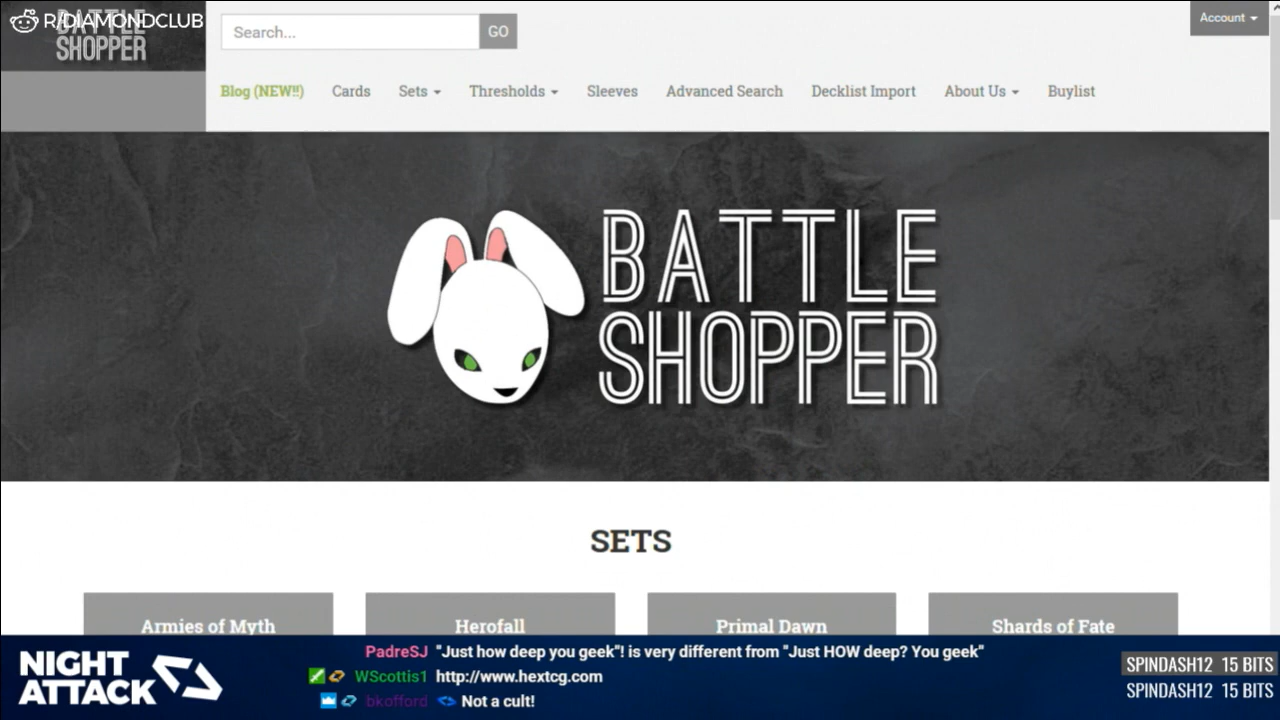 R/DIAMONDCLUB
BATTLE
SHOPPER
Search...
GO
Account
Blog (NEW!!)
Cards
Sets
Thresholds
Sleeves
Advanced Search
Decklist Import
About Us
Buylist
BATTLE
SHOPPER
SETS
Armies of Myth
Herofall
Primal Dawn
Shards of Fate
NIGHT
ATTACK
PadreSJ "Just how deep you geek"! is very different from "Just HOW deep? You geek"
WScottis1 http://www.hextcg.com
bkofford Not a cult!
SPINDASH12 15 BITS
SPINDASH12 15 BITS